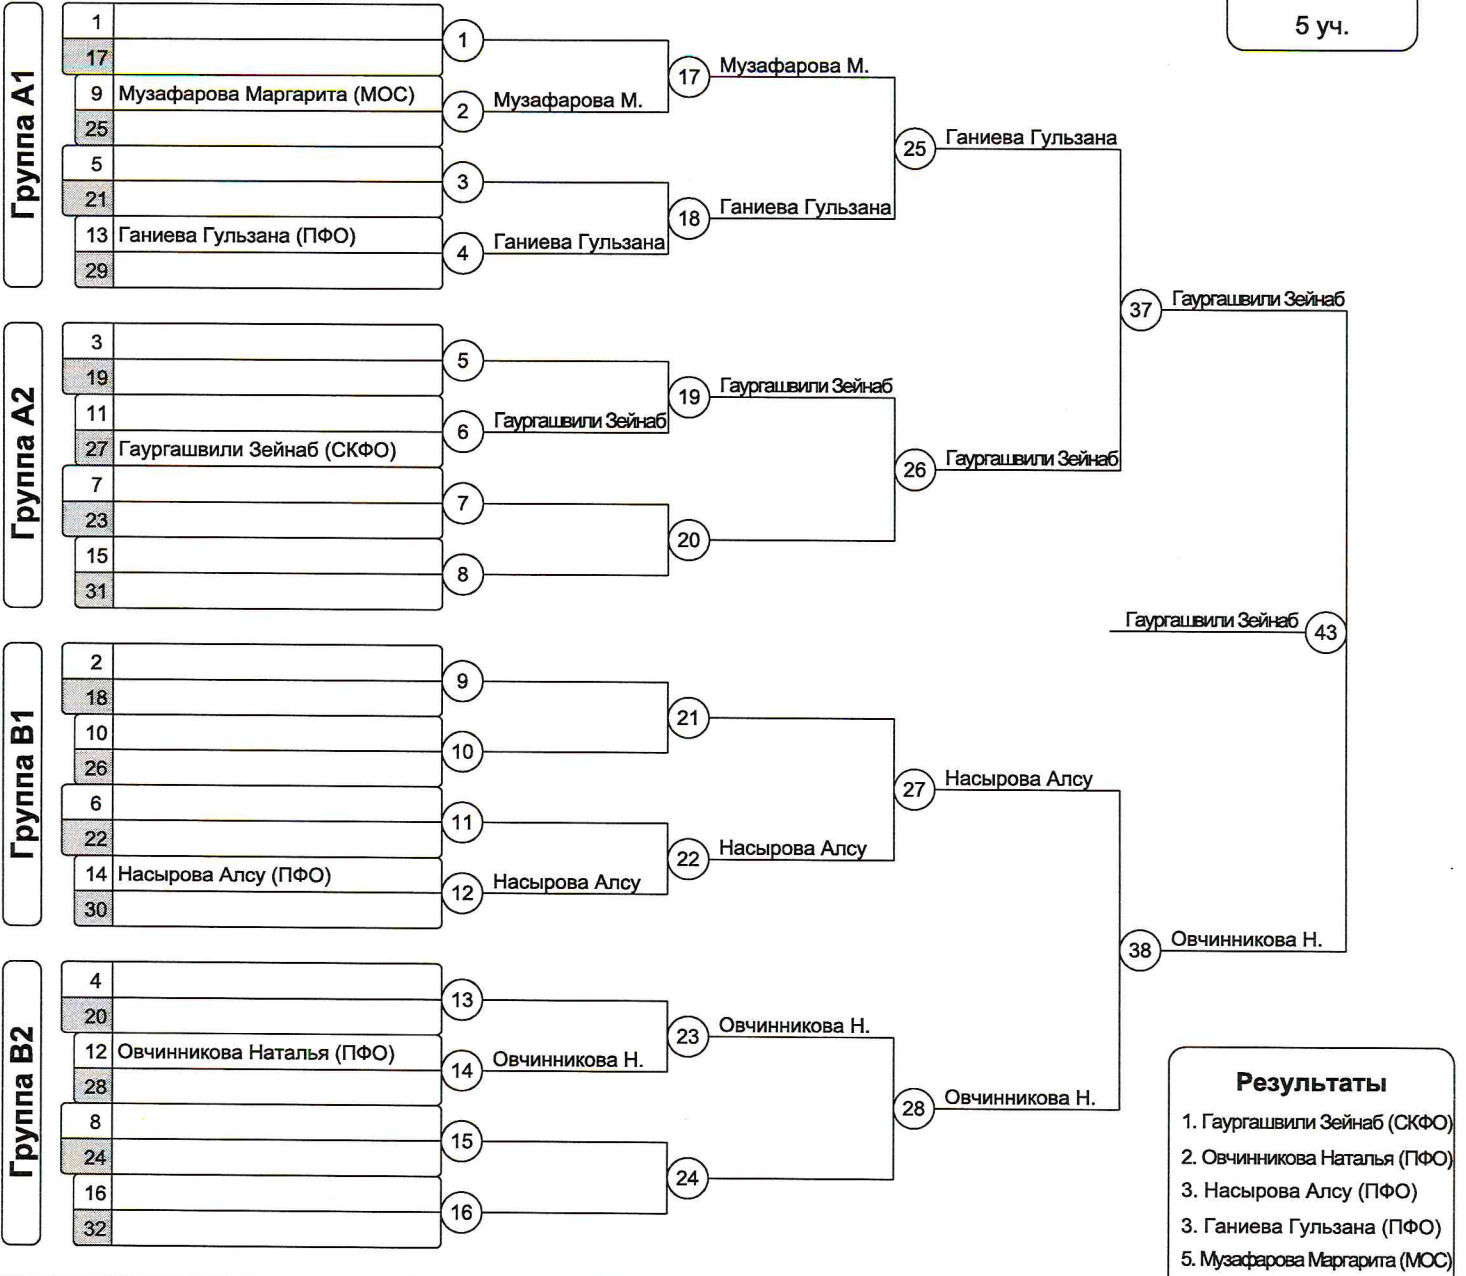 5 уч.
Группа А1
1
17
9 Музафарова Маргарита (МОС)
25
5
21
13 Ганиева Гульзана (ПФО)
29
1
2 Музафарова М.
3
4 Ганиева Гульзана
17 Музафарова М.
18 Ганиева Гульзана
25 Ганиева Гульзана
Группа А2
3
19
11
27 Гаургашвили Зейнаб (СКФО)
7
23
15
31
5
6 Гаургашвили Зейнаб
7
8
19 Гаургашвили Зейнаб
20
26 Гаургашвили Зейнаб
37 Гаургашвили Зейнаб
Гаургашвили Зейнаб 43
Группа В1
2
18
10
26
6
22
14 Насырова Алсу (ПФО)
30
9
10
11
12 Насырова Алсу
21
22 Насырова Алсу
27 Насырова Алсу
Группа В2
4
20
12 Овчинникова Наталья (ПФО)
28
8
24
16
32
13
14 Овчинникова Н.
15
16
23 Овчинникова Н.
24
28 Овчинникова Н.
38 Овчинникова Н.
Результаты
1. Гаургашвили Зейнаб (СКФО)
2. Овчинникова Наталья (ПФО)
3. Насырова Алсу (ПФО)
3. Ганиева Гульзана (ПФО)
5. Музафарова Маргарита (МОС)